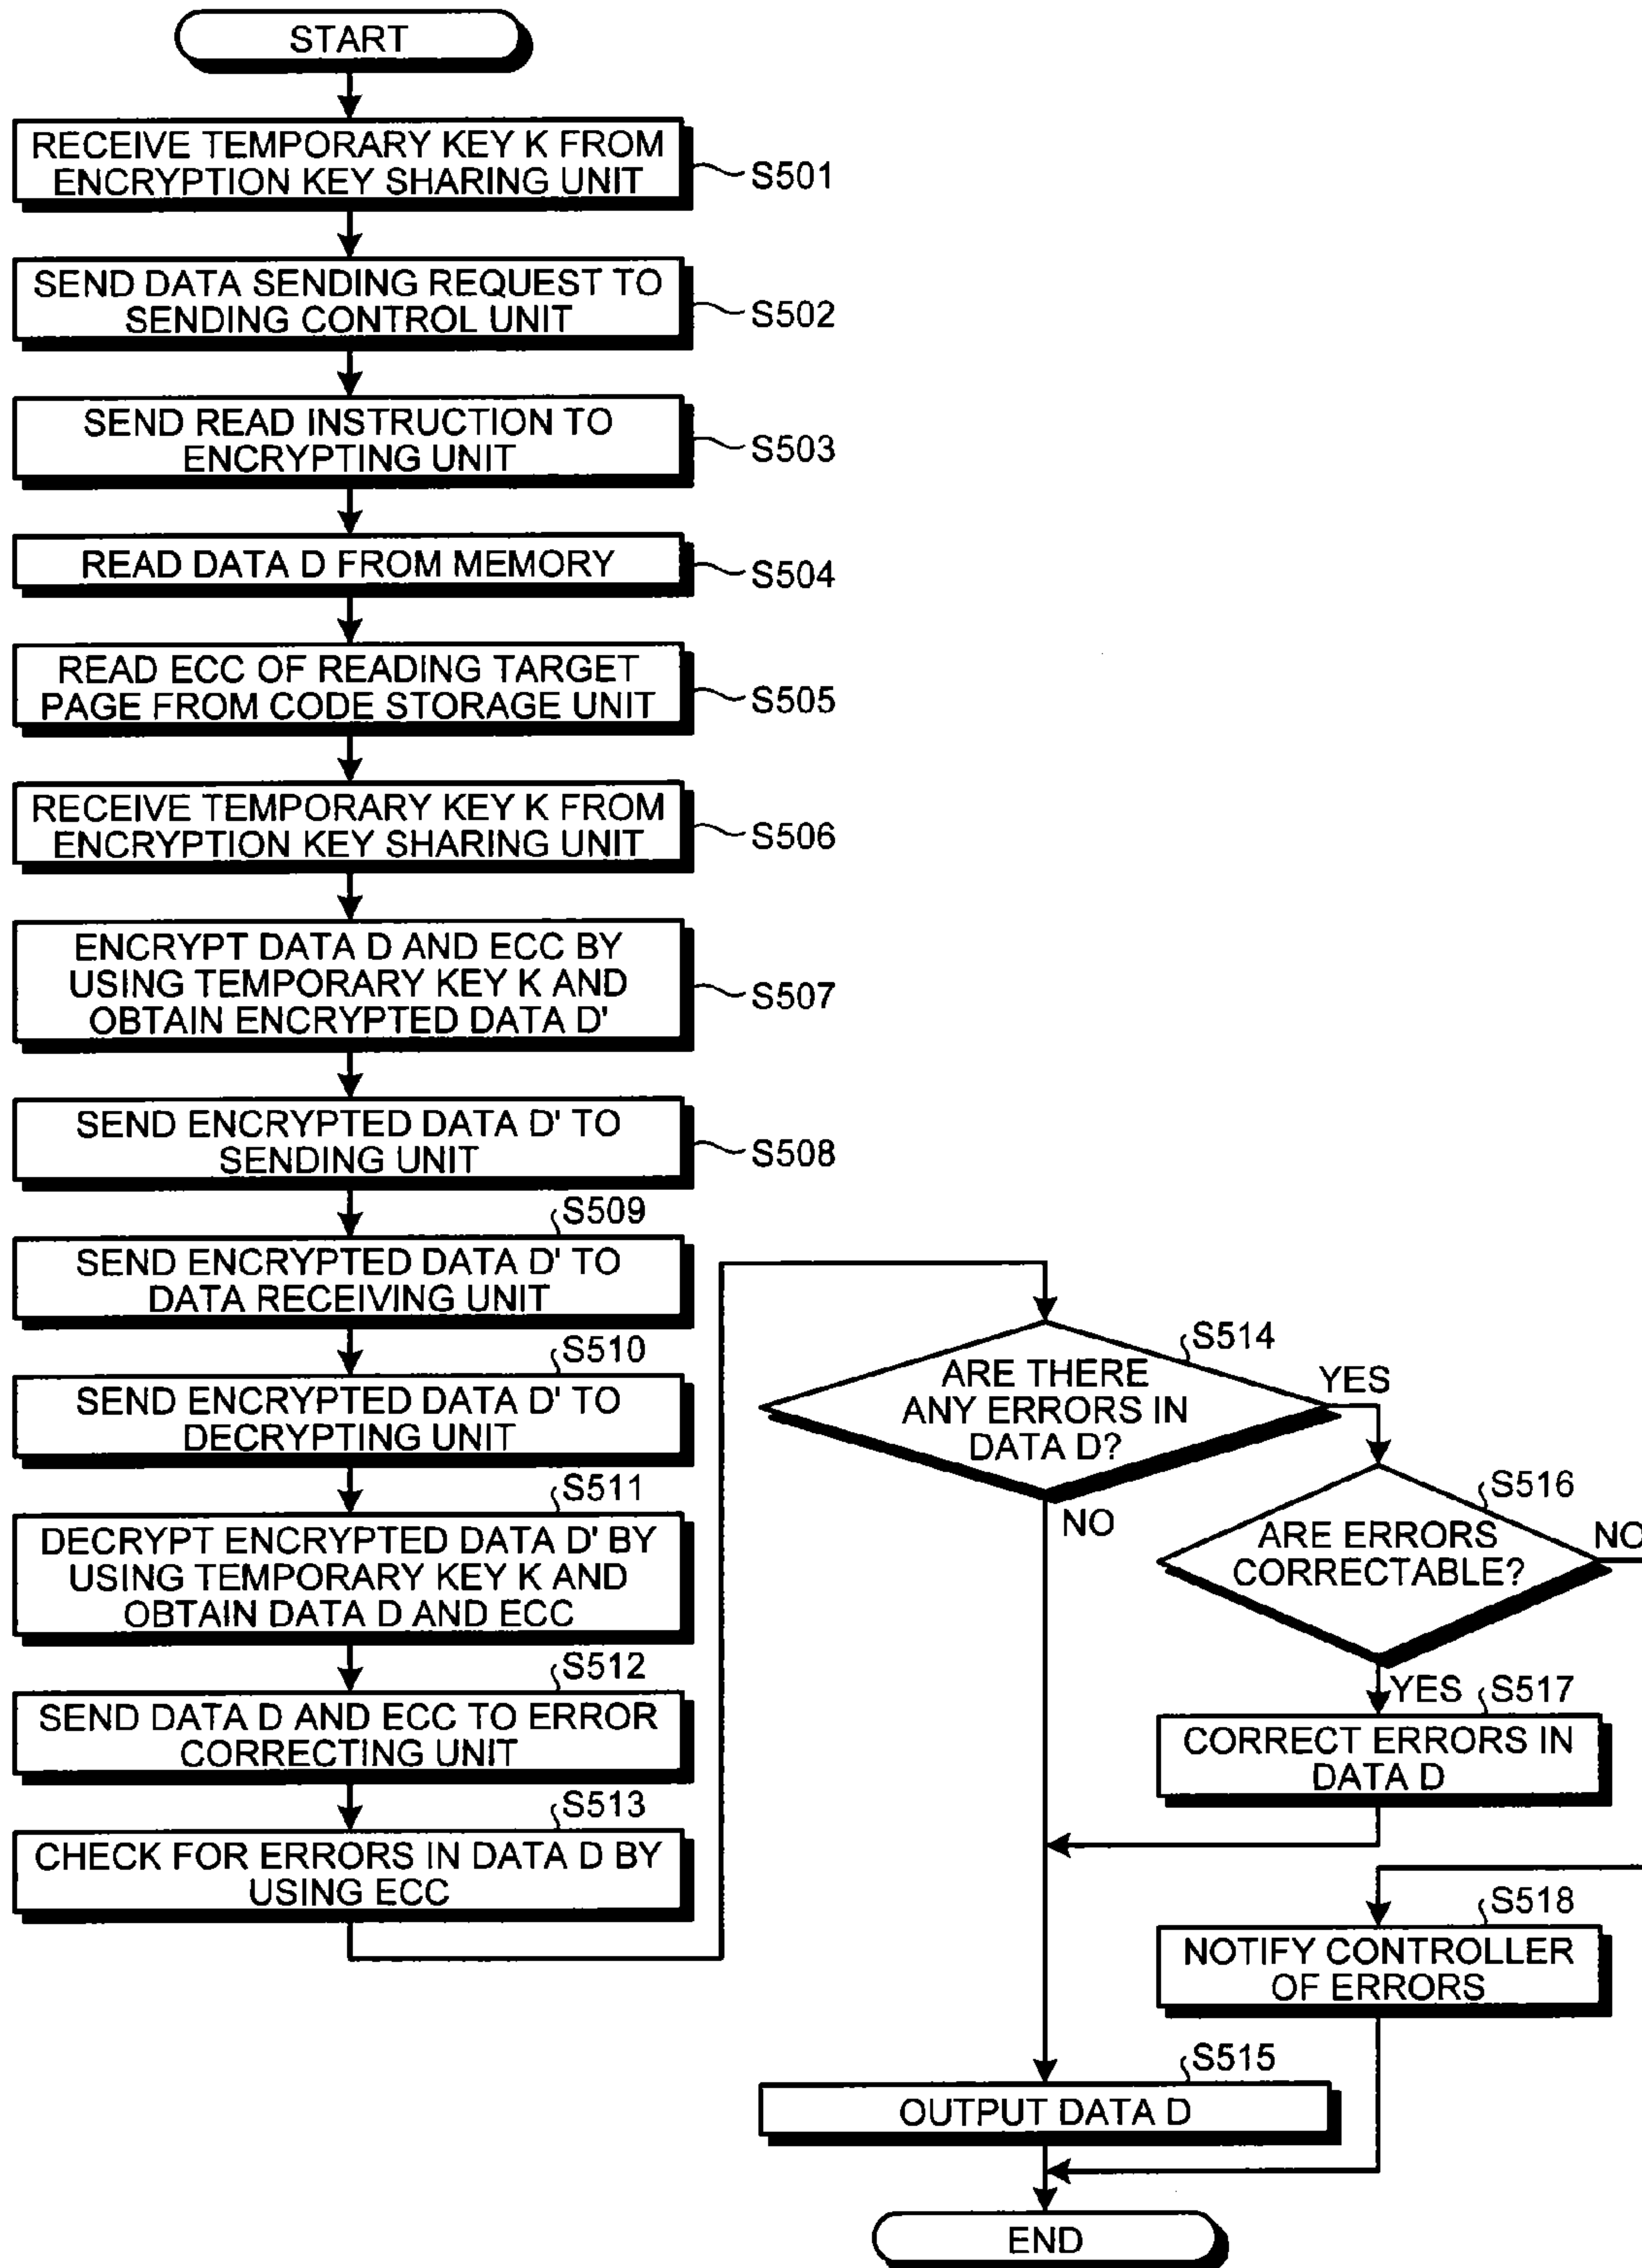 START
RECEIVE TEMPORARY KEY K FROM
ENCRYPTION KEY SHARING UNIT
S501
SEND DATA SENDING REQUEST TO
SENDING CONTROL UNIT
S502
SEND READ INSTRUCTION TO
ENCRYPTING UNIT
S503
READ DATA D FROM MEMORY
S504
READ ECC OF READING TARGET
PAGE FROM CODE STORAGE UNIT
S505
RECEIVE TEMPORARY KEY K FROM
ENCRYPTION KEY SHARING UNIT
S506
ENCRYPT DATA D AND ECC BY
USING TEMPORARY KEY K AND
OBTAIN ENCRYPTED DATA D'
S507
SEND ENCRYPTED DATA D' TO
SENDING UNIT
S508
S509
SEND ENCRYPTED DATA D' TO
DATA RECEIVING UNIT
S510
SEND ENCRYPTED DATA D' TO
DECRYPTING UNIT
S511
DECRYPT ENCRYPTED DATA D' BY
USING TEMPORARY KEY K AND
OBTAIN DATA D AND ECC
S512
SEND DATA D AND ECC TO ERROR
CORRECTING UNIT
S513
CHECK FOR ERRORS IN DATA D BY
USING ECC
S514
ARE THERE
ANY ERRORS IN
DATA D?
YES
NO
S516
ARE ERRORS
CORRECTABLE?
NO
YES
S517
CORRECT ERRORS IN
DATA D
S518
NOTIFY CONTROLLER
OF ERRORS
S515
OUTPUT DATA D
END